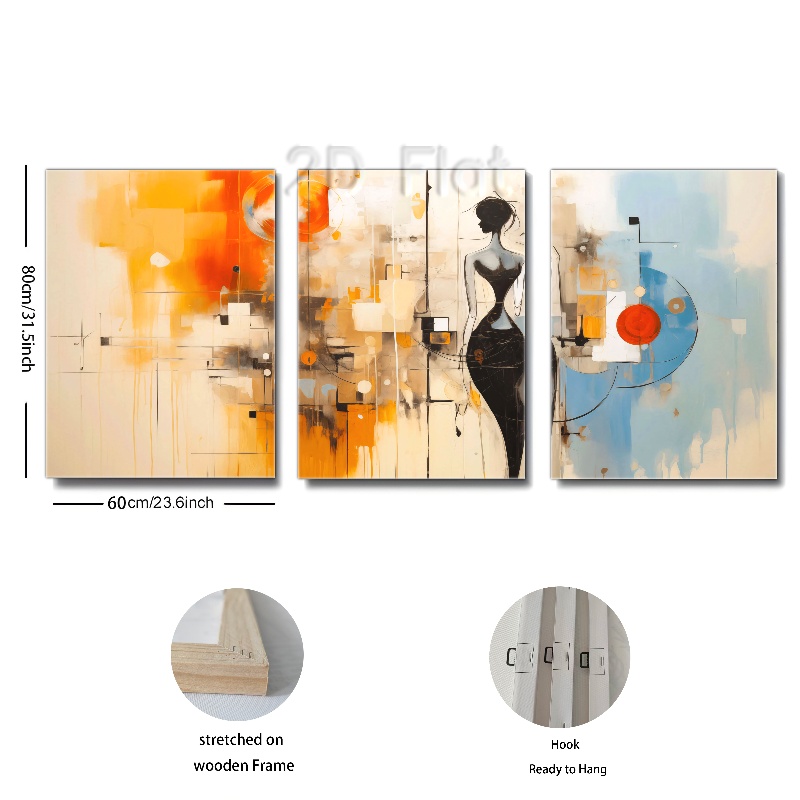 2D Flat
80cm/31.5inch
60cm/23.6inch
stretched on
wooden Frame
Hook
Ready to Hang